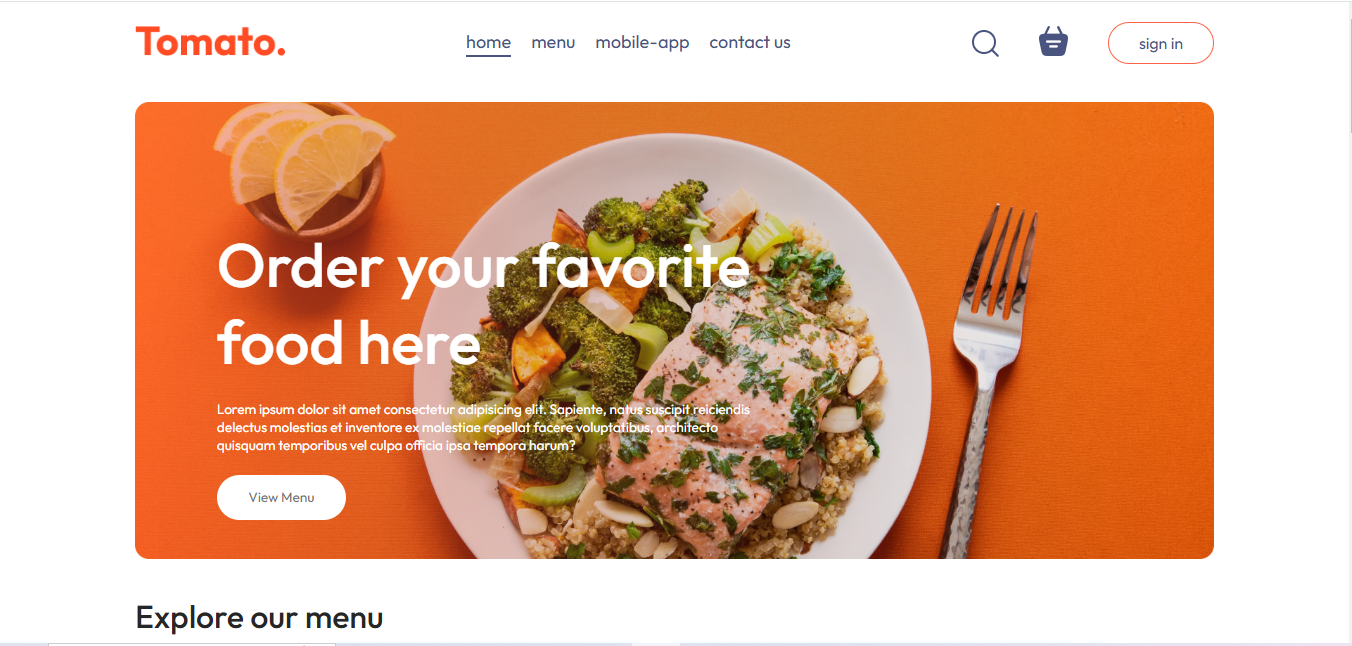 Tomato.
home menu mobile-app contact us
sign in
Order your favorite
food here
Lorem ipsum dolor sit amet consectetur adipisicing elit. Sapiente, natus suscipit reiciendis
delectus molestias et inventore ex molestiae repellat facere voluptatibus, architecto
quisquam temporibus vel culpa officia ipsa tempora harum?
View Menu
Explore our menu